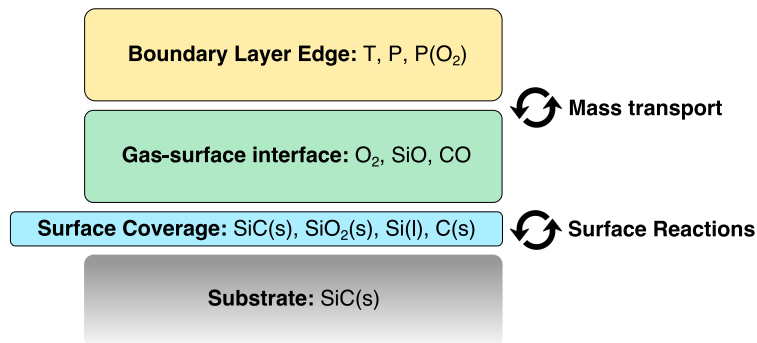 Boundary Layer Edge: T, P, P(O₂)
Mass transport
Gas-surface interface: O₂, SiO, CO
Surface Coverage: SiC(s), SiO₂(s), Si(l), C(s)
Surface Reactions
Substrate: SiC(s)